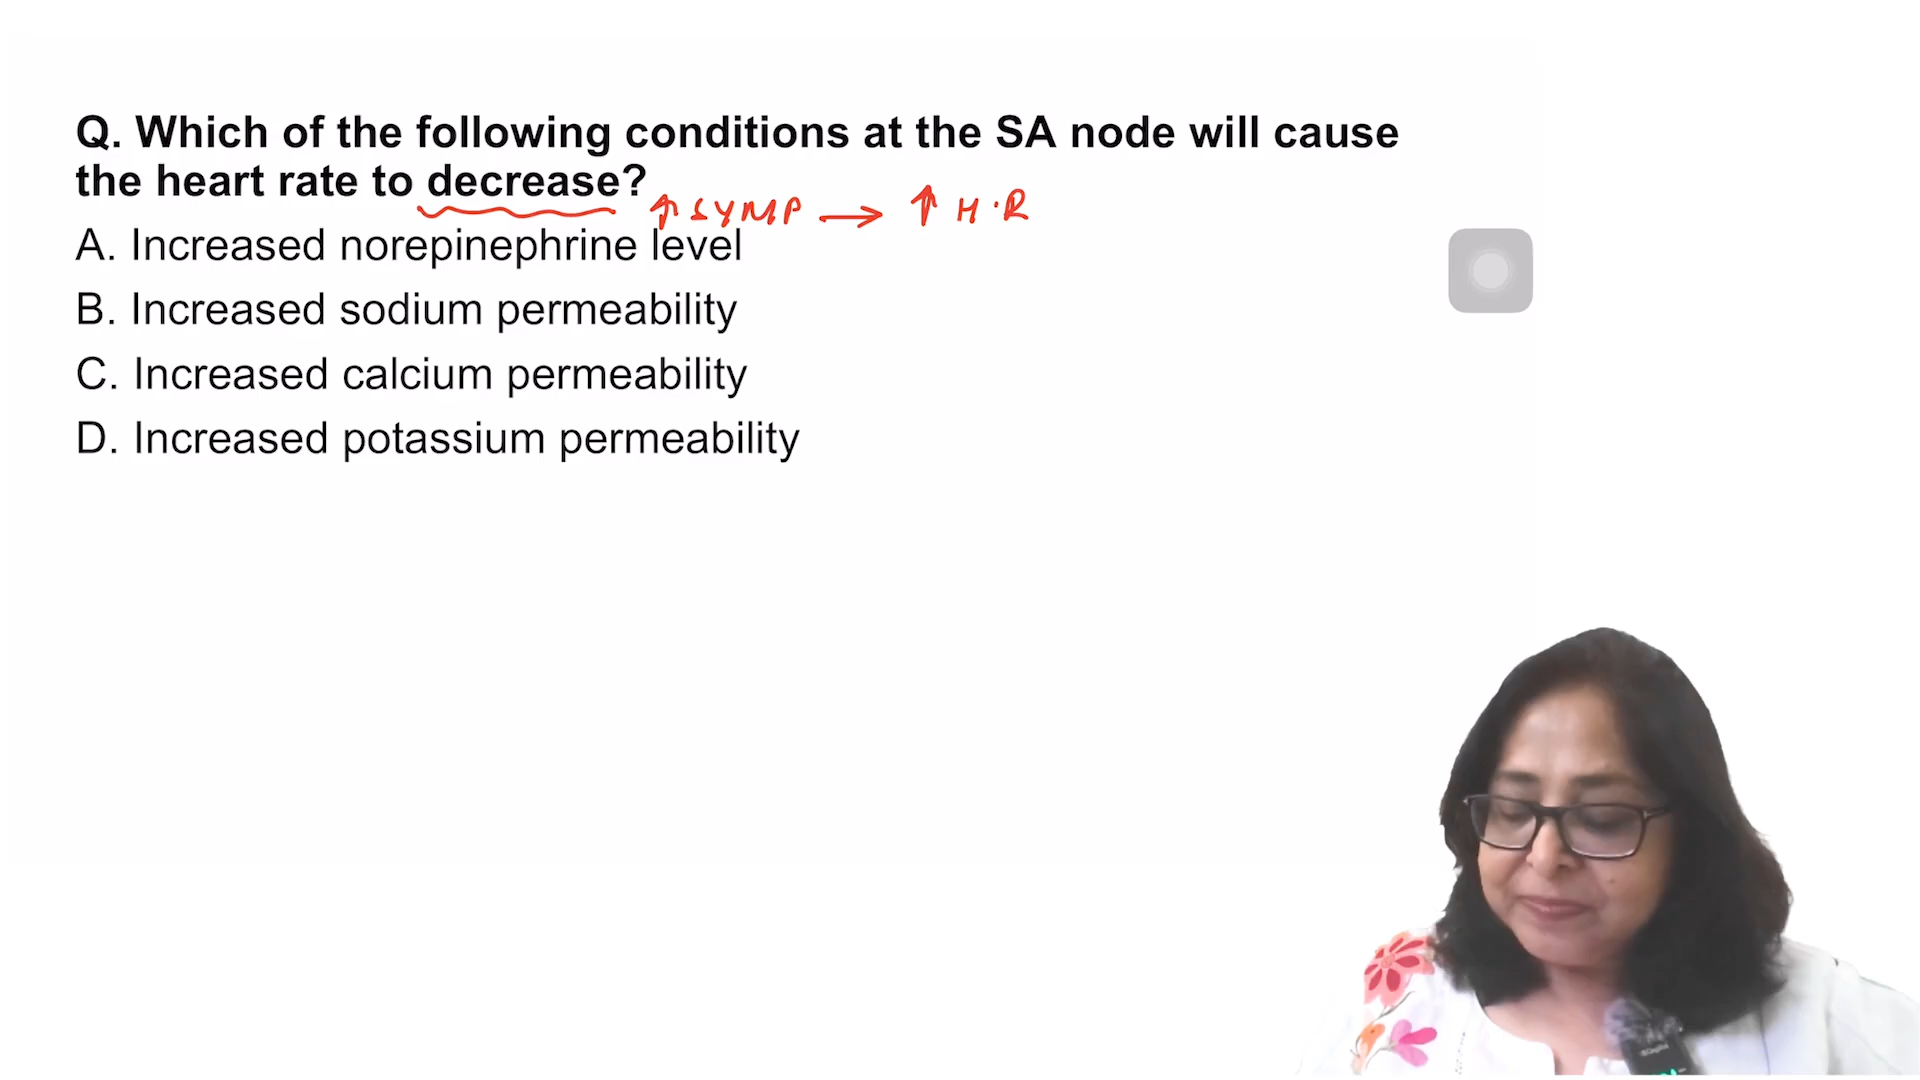 Q. Which of the following conditions at the SA node will cause
the heart rate to decrease?
↑ SYMP → ↑ H.R
A. Increased norepinephrine level
B. Increased sodium permeability
C. Increased calcium permeability
D. Increased potassium permeability